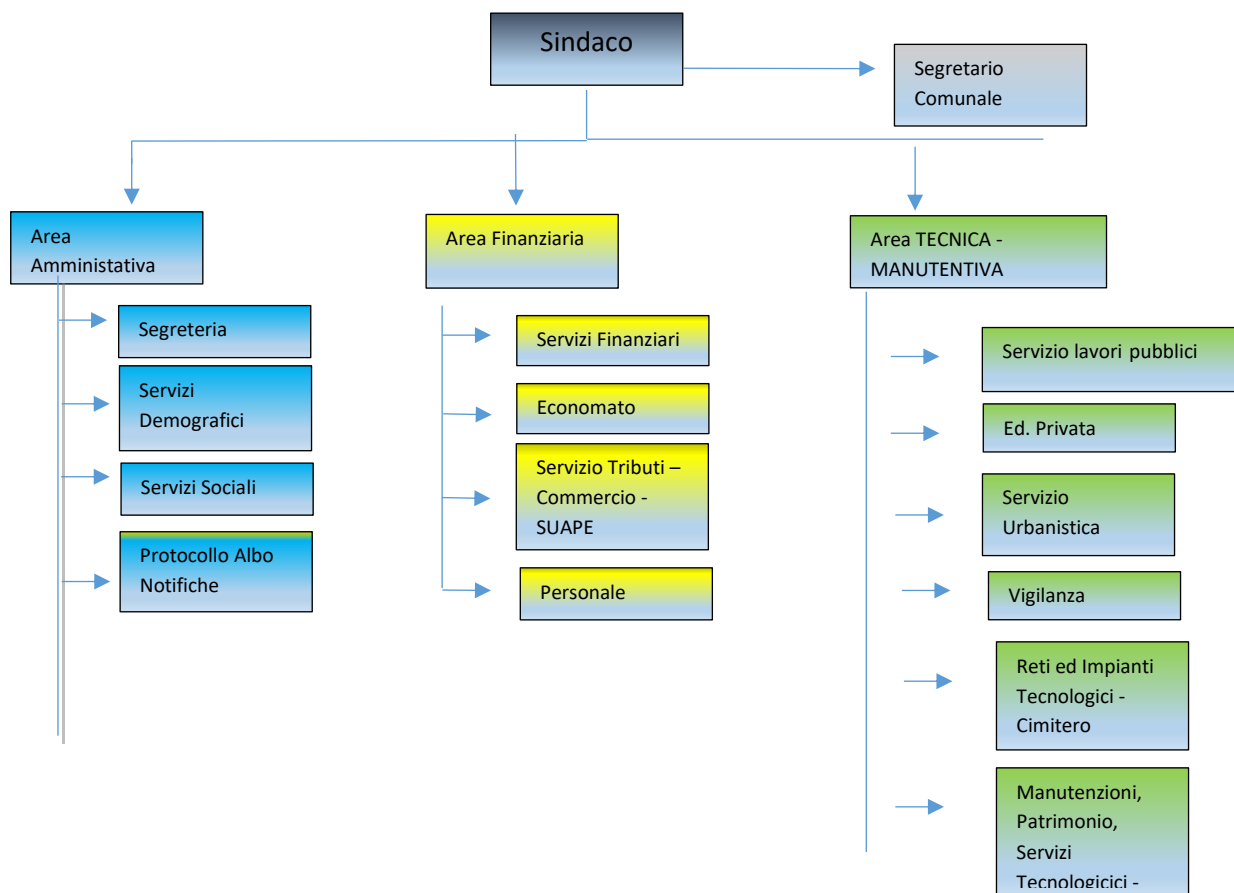 Sindaco
Segretario
Comunale
Area
Amministativa
Segreteria
Servizi
Demografici
Servizi Sociali
Protocollo Albo
Notifiche
Area Finanziaria
Servizi Finanziari
Economato
Servizio Tributi –
Commercio -
SUAPE
Personale
Area TECNICA -
MANUTENTIVA
Servizio lavori pubblici
Ed. Privata
Servizio
Urbanistica
Vigilanza
Reti ed Impianti
Tecnologici -
Cimitero
Manutenzioni,
Patrimonio,
Servizi
Tecnologicici -